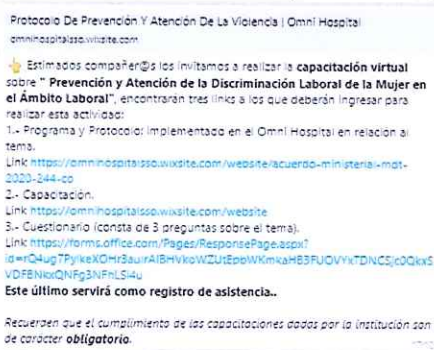 Protocolo De Prevención Y Atención De La Violencia | Omni Hospital
omnihospitalsso.wixsite.com
👆 Estimados compañer@s los invitamos a realizar la capacitación virtual
sobre " Prevención y Atención de la Discriminación Laboral de la Mujer en
el Ámbito Laboral", encontrarán tres links a los que deberán ingresar para
realizar esta actividad:
1.- Programa y Protocolo: implementado en el Omni Hospital en relación al
tema.
Link https://omnihospitalsso.wixsite.com/website/acuerdo-ministerial-mdt-
2020-244-co
2.- Capacitación.
Link https://omnihospitalsso.wixsite.com/website
3.- Cuestionario (consta de 3 preguntas sobre el tema).
Link https://forms.office.com/Pages/ResponsePage.aspx?
Este último servirá como registro de asistencia..
Recuerden que el cumplimiento de las capacitaciones dadas por la institución son
de carácter obligatorio.